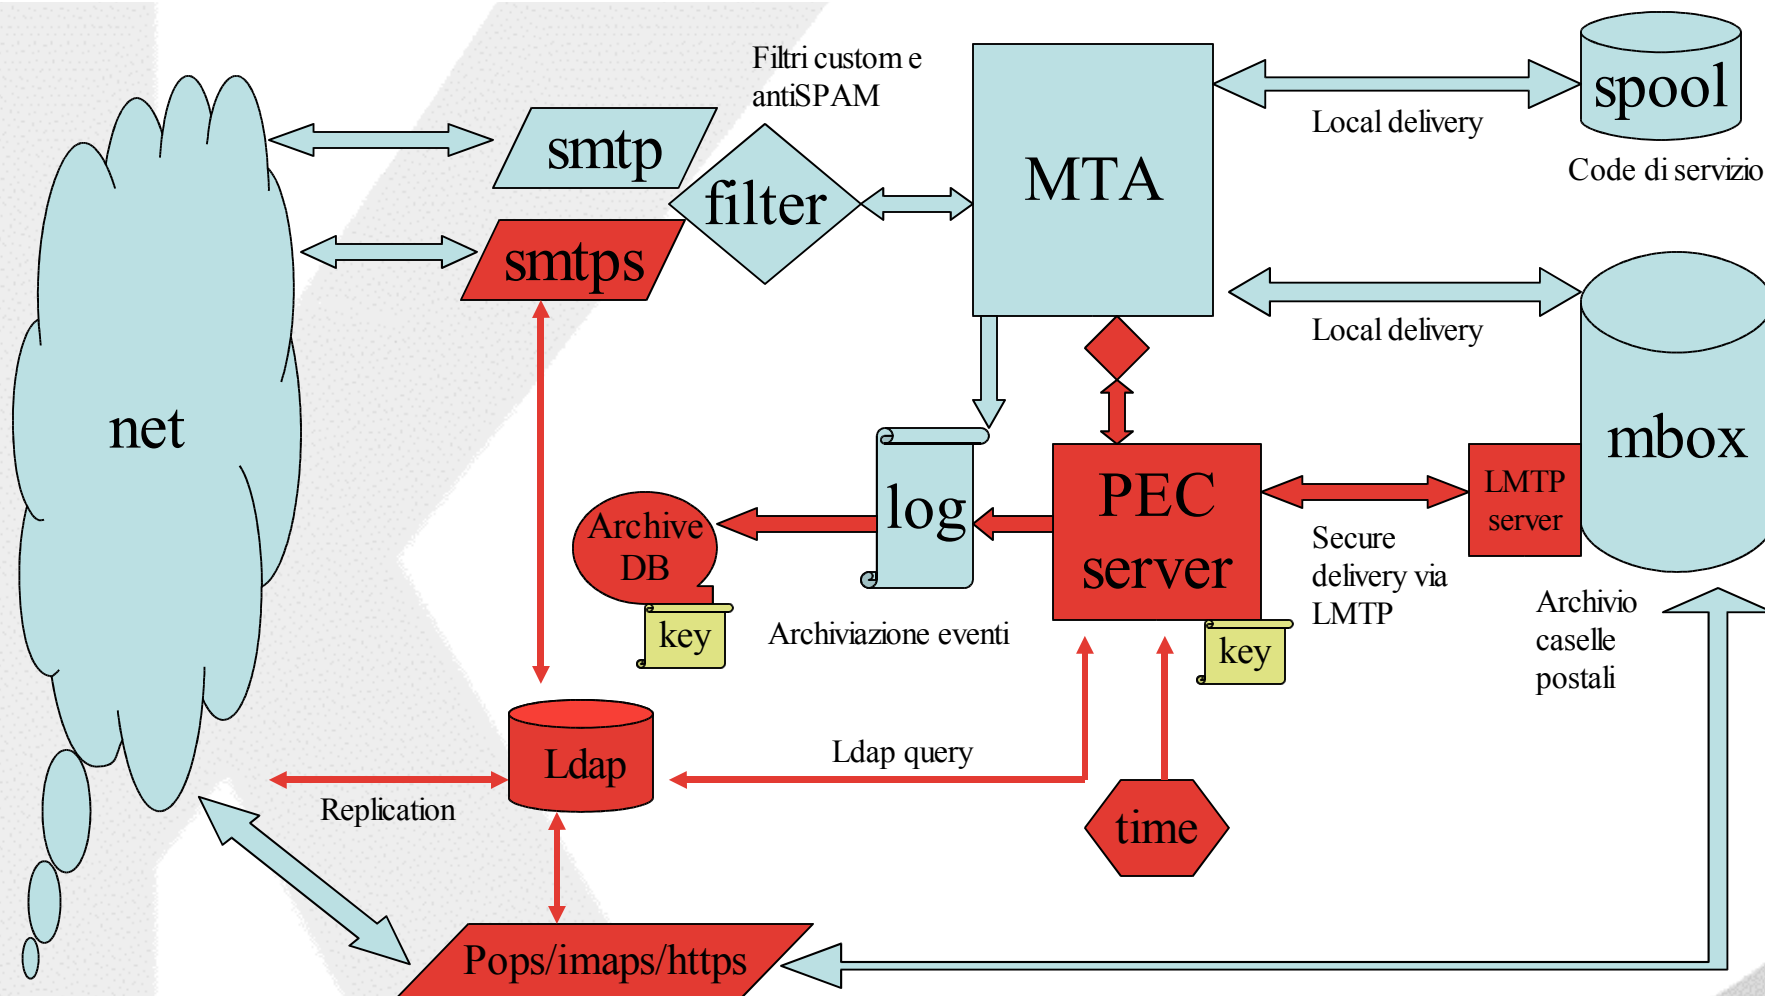 Filtri custom e
antiSPAM
smtp
filter
MTA
spool
Local delivery
Code di servizio
smtps
Local delivery
net
mbox
log
PEC
server
LMTP
server
Archive
DB
Secure
delivery via
LMTP
key
Archiviazione eventi
key
Archivio
caselle
postali
Ldap
Ldap query
Replication
time
Pops/imaps/https